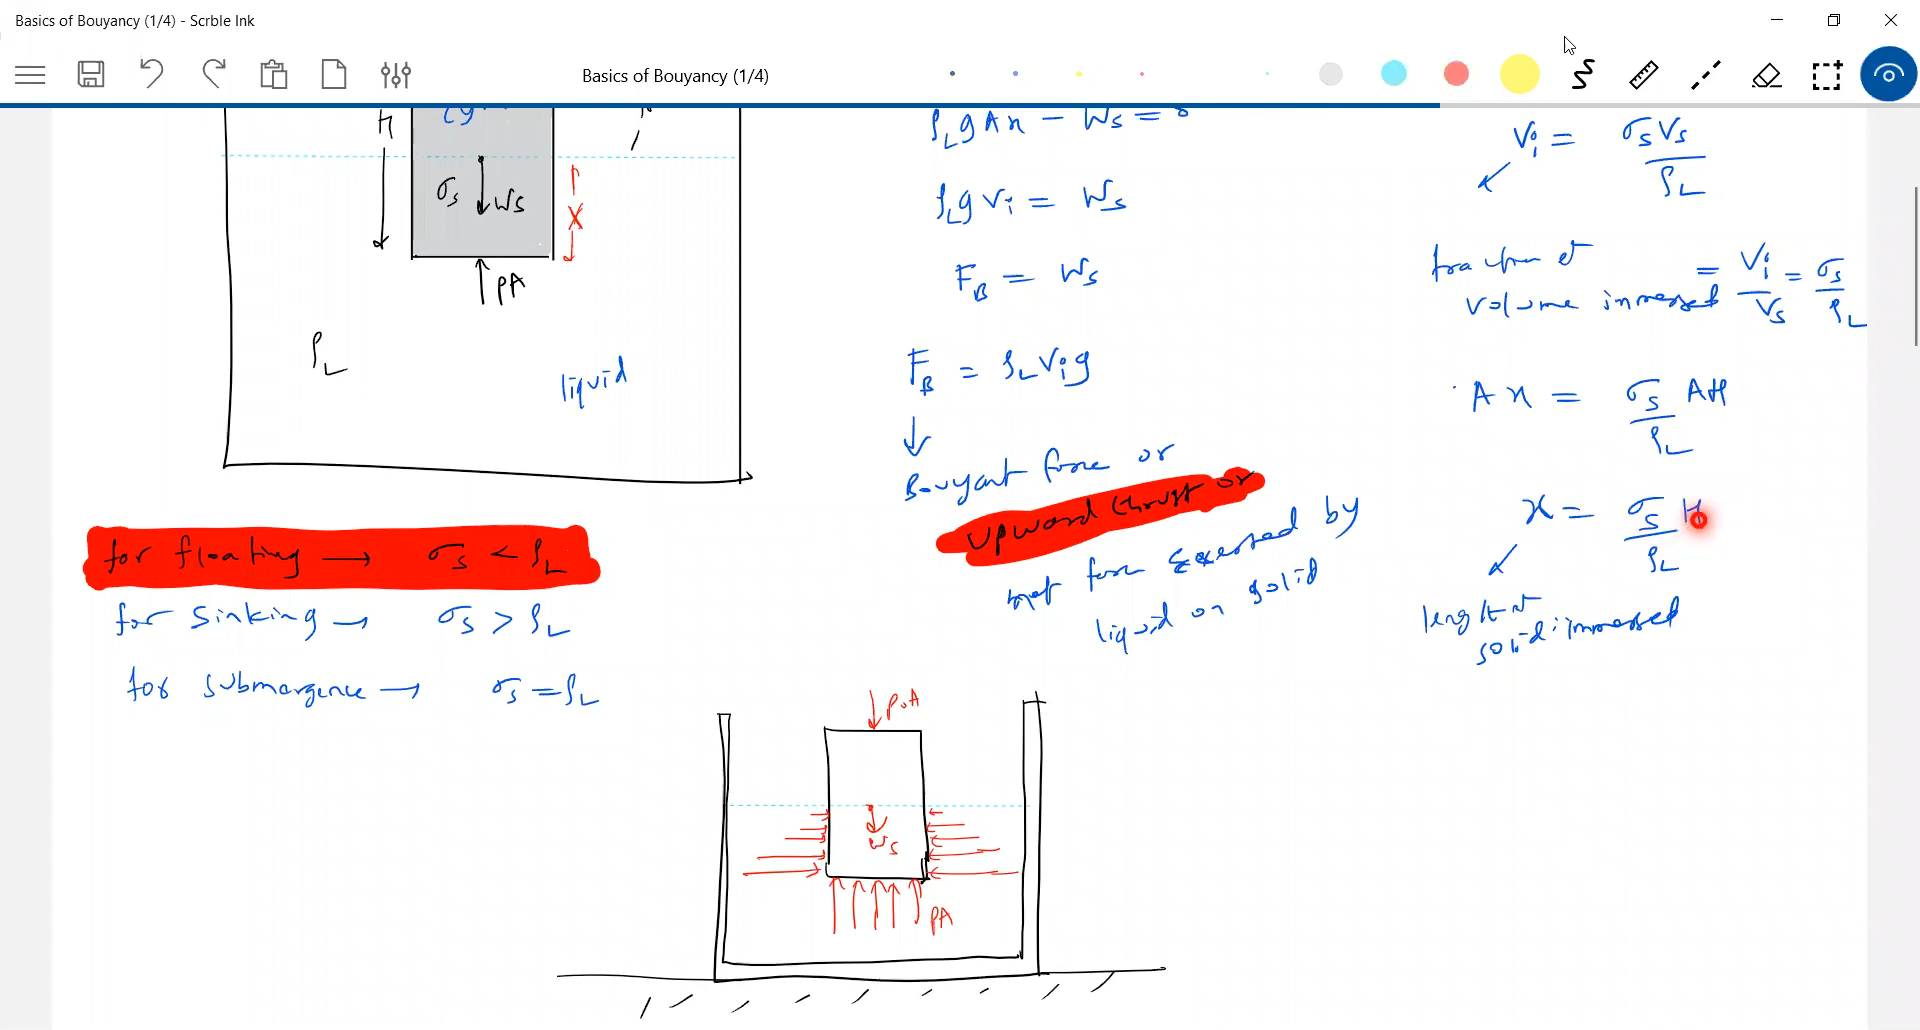 Basics of Bouyancy (1/4) - Scrble Ink
Basics of Bouyancy (1/4)
H
σs Ws
x
PA
ρL
liquid
ρL g A x - Ws = 0
ρL g Vi = Ws
FB = Ws
FB = ρL Vi g
Bouyant force or
upward thrust or
net force exerted by
liquid on solid
Vi = σs Vs / ρL
fraction of
volume immersed = Vi / Vs = σs / ρL
A x = σs / ρL A H
x = σs / ρL H
length of
solid immersed
for floating → σs < ρL
for sinking → σs > ρL
for submergence → σs = ρL
P0A
Ws
PA